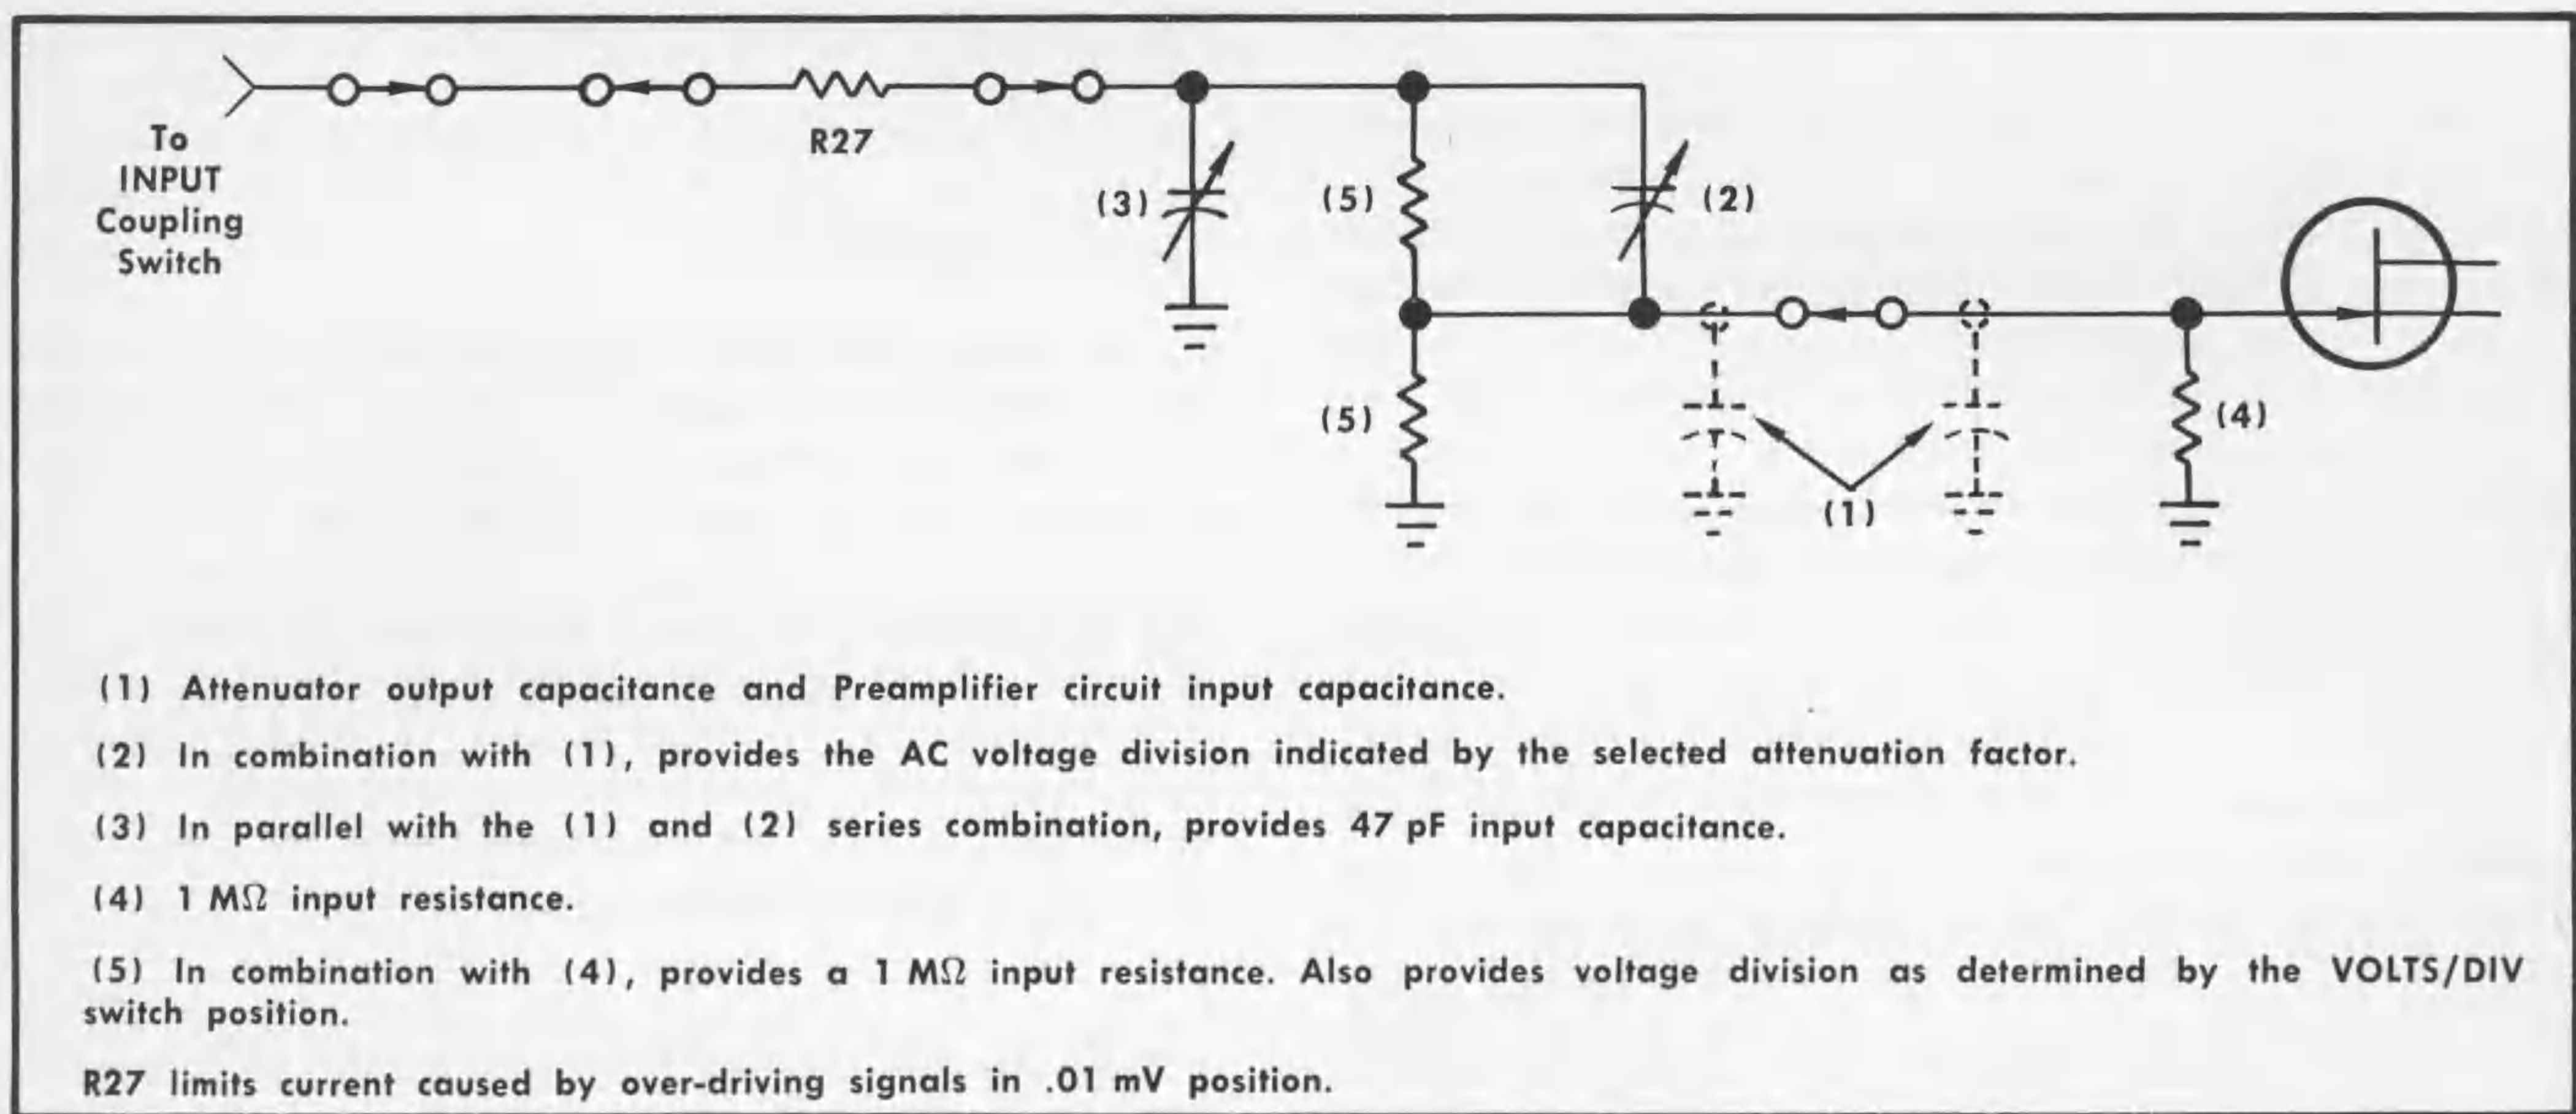 To
INPUT
Coupling
Switch
R27
(3)
(5)
(2)
(5)
(1)
(4)
(1) Attenuator output capacitance and Preamplifier circuit input capacitance.
(2) In combination with (1), provides the AC voltage division indicated by the selected attenuation factor.
(3) In parallel with the (1) and (2) series combination, provides 47 pF input capacitance.
(4) 1 MΩ input resistance.
(5) In combination with (4), provides a 1 MΩ input resistance. Also provides voltage division as determined by the VOLTS/DIV
switch position.
R27 limits current caused by over-driving signals in .01 mV position.